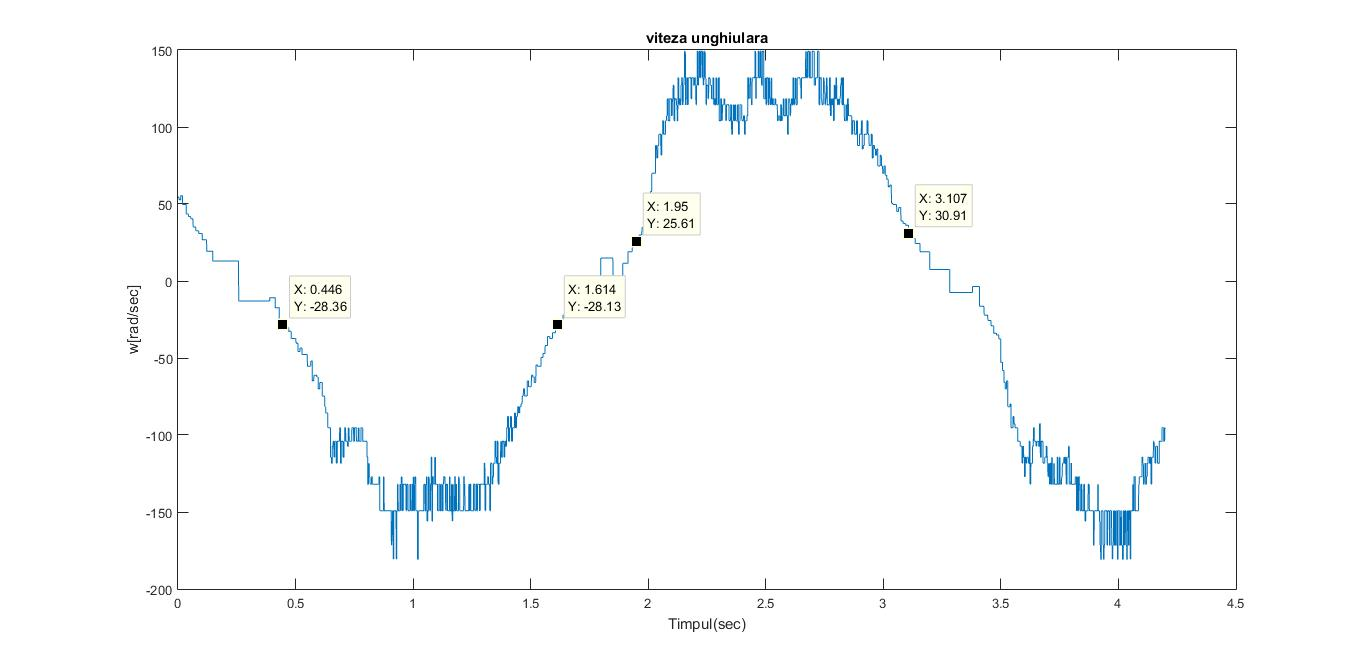 viteza unghiulara
150
100
50
0
-50
-100
-150
-200
w[rad/sec]
X: 0.446
Y: -28.36
X: 1.614
Y: -28.13
X: 1.95
Y: 25.61
X: 3.107
Y: 30.91
0 0.5 1 1.5 2 2.5 3 3.5 4 4.5
Timpul(sec)